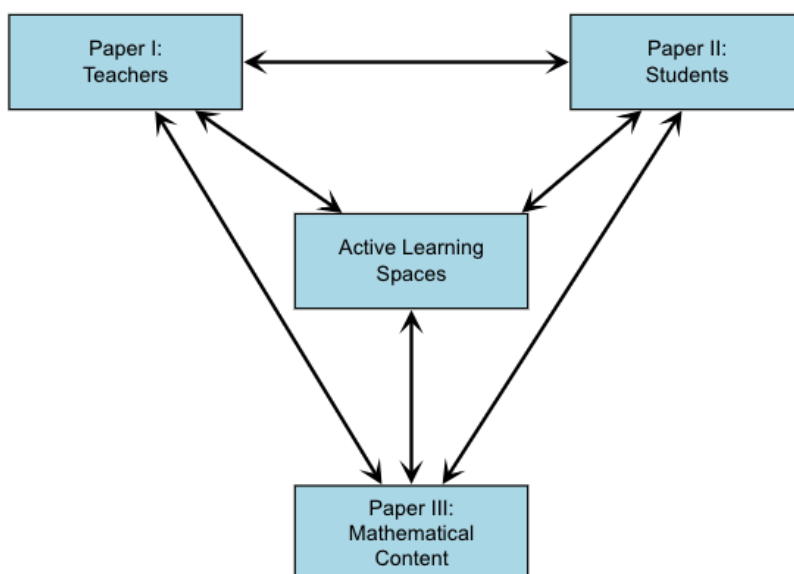 Paper I:
Teachers
Paper II:
Students
Active Learning
Spaces
Paper III:
Mathematical
Content